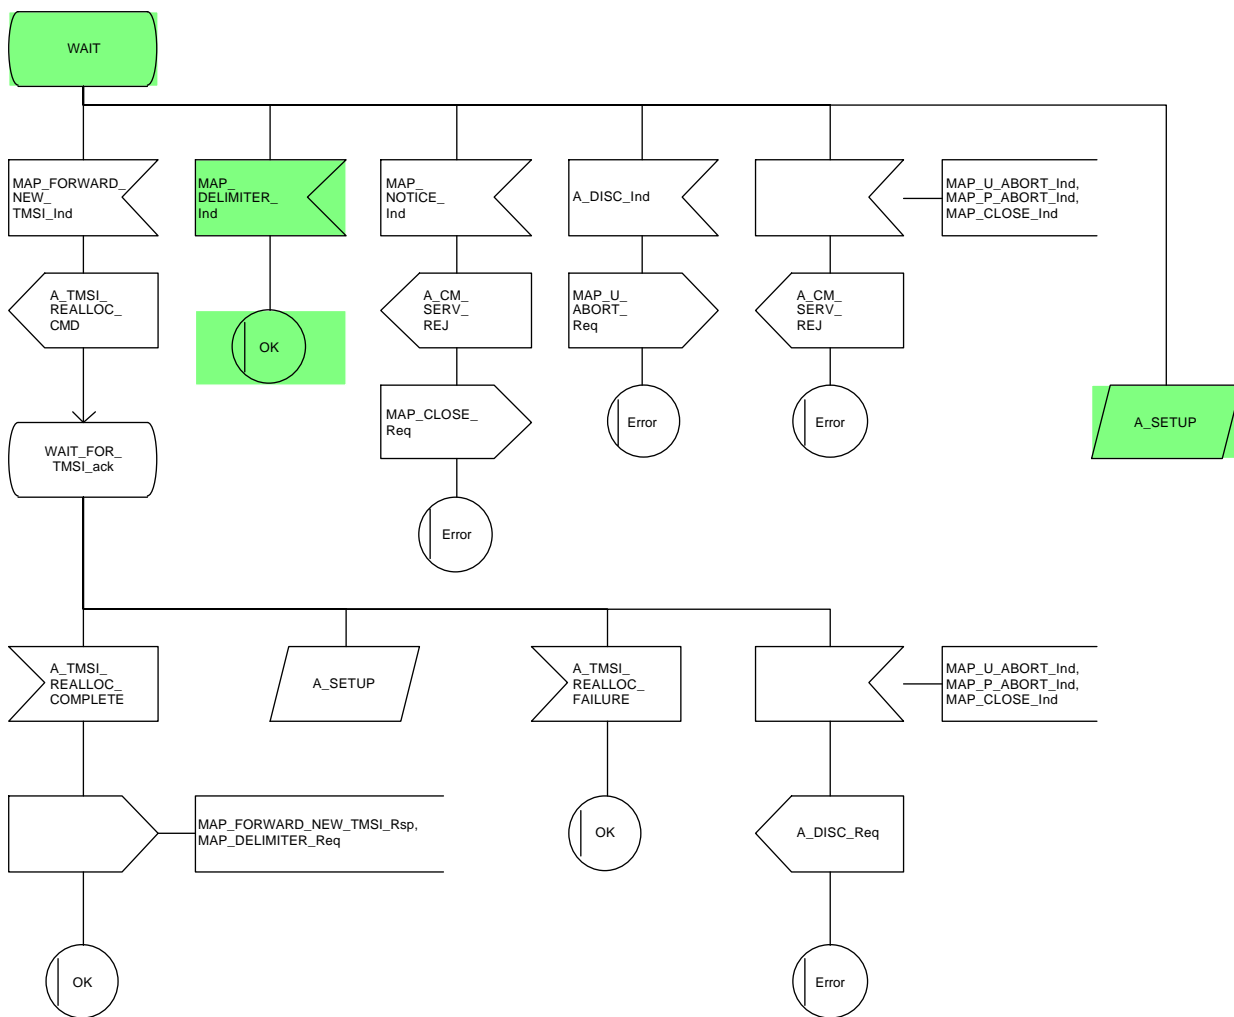 WAIT
MAP_FORWARD_
NEW_
TMSI_Ind
MAP_
DELIMITER_
Ind
MAP_
NOTICE_
Ind
A_DISC_Ind
MAP_U_ABORT_Ind,
MAP_P_ABORT_Ind,
MAP_CLOSE_Ind
A_TMSI_
REALLOC_
CMD
OK
A_CM_
SERV_
REJ
MAP_U_
ABORT_
Req
A_CM_
SERV_
REJ
MAP_CLOSE_
Req
Error
Error
A_SETUP
WAIT_FOR_
TMSI_ack
Error
A_TMSI_
REALLOC_
COMPLETE
A_SETUP
A_TMSI_
REALLOC_
FAILURE
MAP_U_ABORT_Ind,
MAP_P_ABORT_Ind,
MAP_CLOSE_Ind
MAP_FORWARD_NEW_TMSI_Rsp,
MAP_DELIMITER_Req
OK
A_DISC_Req
OK
Error